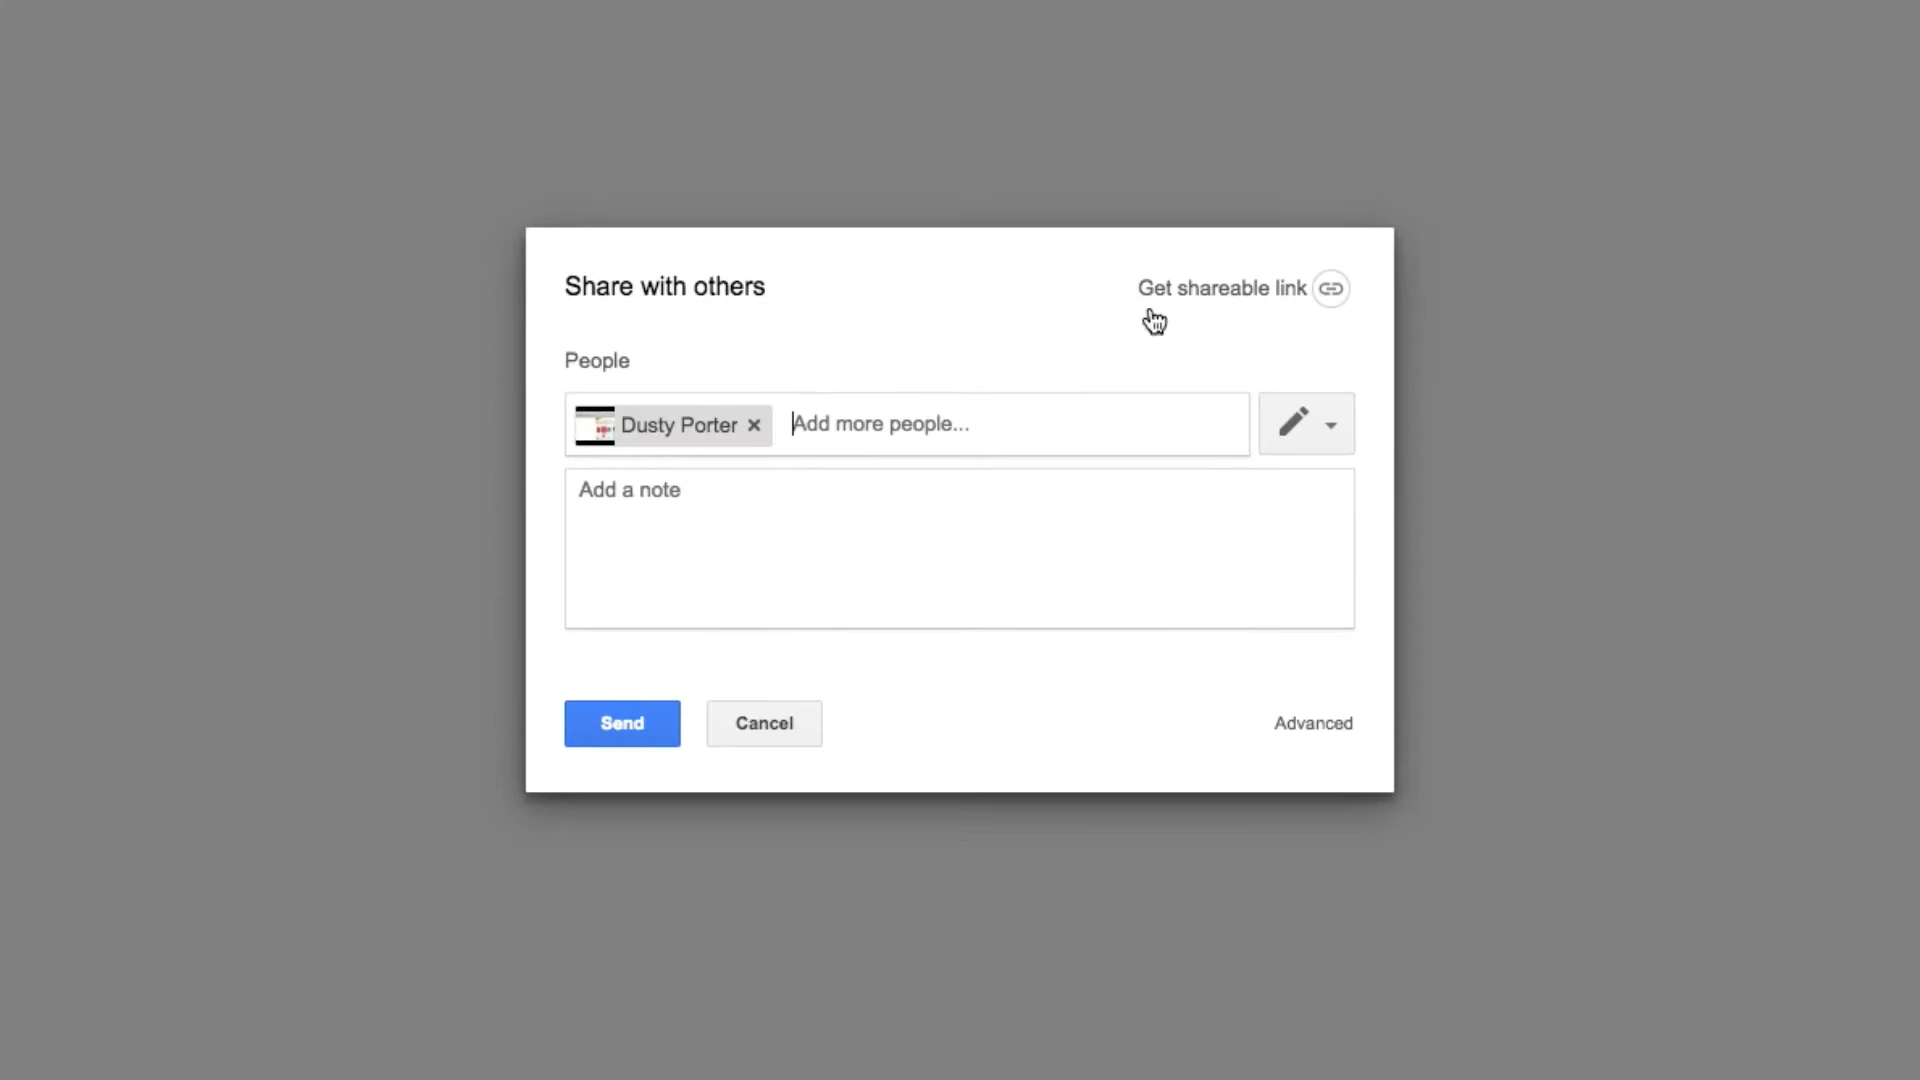 Share with others
Get shareable link
People
Dusty Porter
Add more people...
Add a note
Send
Cancel
Advanced